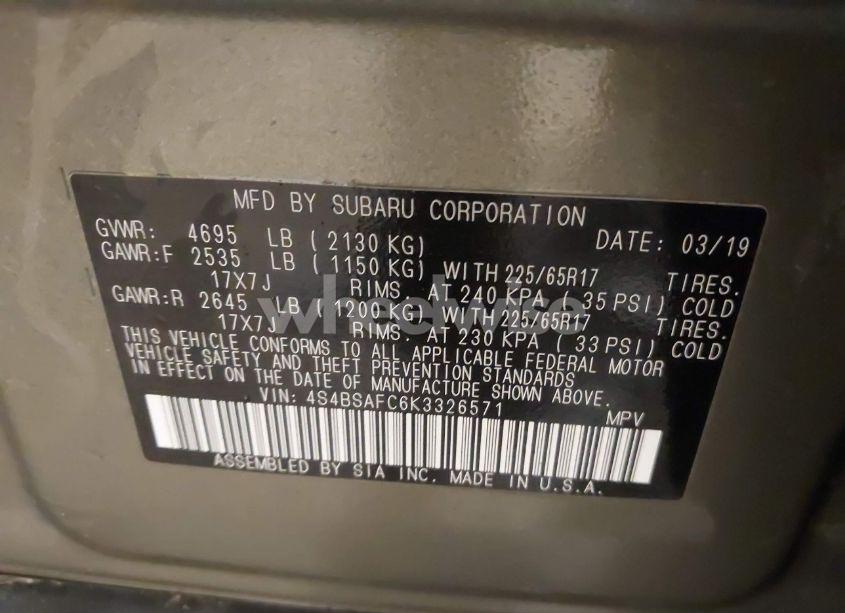 MFD BY SUBARU CORPORATION
GVWR: 4695 LB ( 2130 KG) DATE: 03/19
GAWR:F 2535 LB ( 1150 KG) WITH 225/65R17 TIRES.
17X7J RIMS. AT 240 KPA ( 35 PSI) COLD
GAWR:R 2645 LB ( 1200 KG) WITH 225/65R17 TIRES.
17X7J RIMS. AT 230 KPA ( 33 PSI) COLD
THIS VEHICLE CONFORMS TO ALL APPLICABLE FEDERAL MOTOR
VEHICLE SAFETY AND THEFT PREVENTION STANDARDS
IN EFFECT ON THE DATE OF MANUFACTURE SHOWN ABOVE.
VIN: 4S4BSAFC6K3326571 MPV
ASSEMBLED BY SIA INC. MADE IN U.S.A.
wheelwise